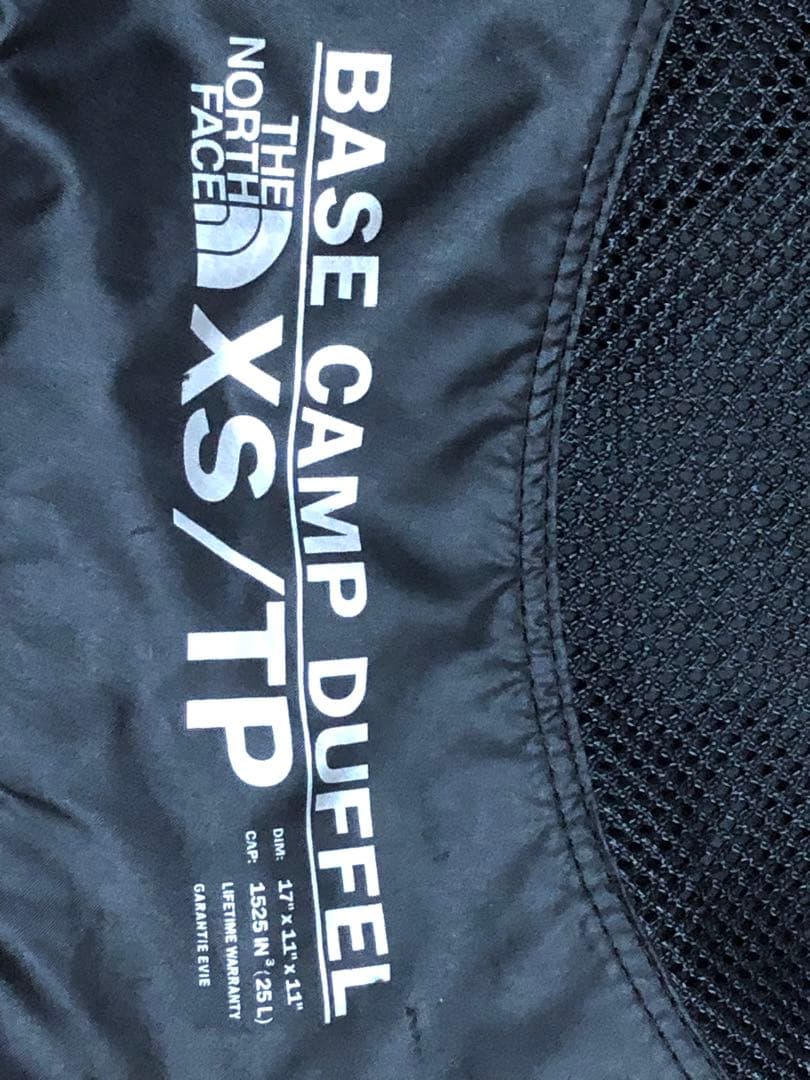 BASE CAMP DUFFEL
THE
NORTH
FACE
XS/TP
DIM: 17" x 11" x 11"
CAP: 1525 IN³ (25 L)
LIFETIME WARRANTY
GARANTIE EVIE